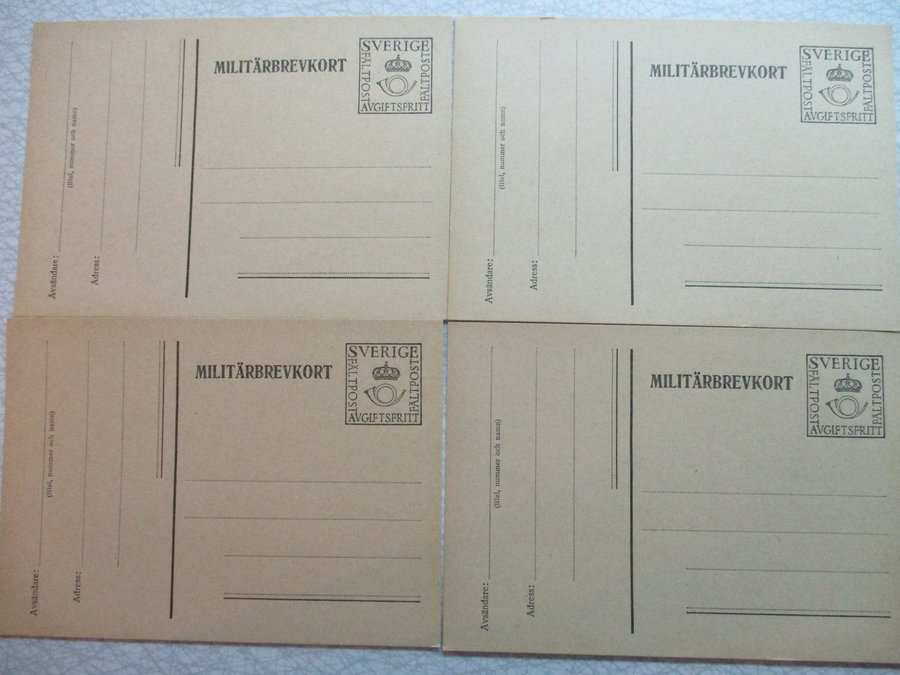 MILITÄRBREVKORT
SVERIGE
FÄLTPOST
FÄLTPOST
AVGIFTSFRITT
Avsändare:
(titel, nummer och namn)
Adress:
MILITÄRBREVKORT
SVERIGE
FÄLTPOST
FÄLTPOST
AVGIFTSFRITT
Avsändare:
(titel, nummer och namn)
Adress:
MILITÄRBREVKORT
SVERIGE
FÄLTPOST
FÄLTPOST
AVGIFTSFRITT
Avsändare:
(titel, nummer och namn)
Adress:
MILITÄRBREVKORT
SVERIGE
FÄLTPOST
FÄLTPOST
AVGIFTSFRITT
Avsändare:
(titel, nummer och namn)
Adress: